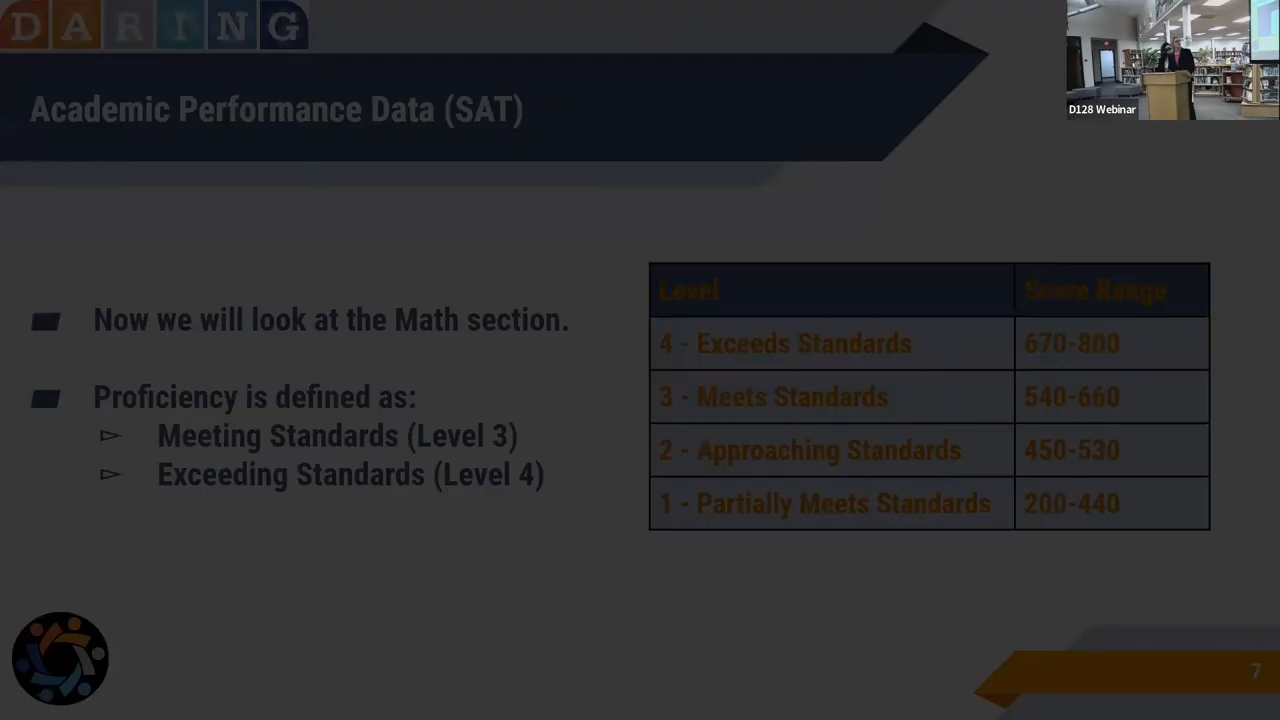 DARING
D128 Webinar
Academic Performance Data (SAT)
Now we will look at the Math section.
Proficiency is defined as:
Meeting Standards (Level 3)
Exceeding Standards (Level 4)
Level Score Range
4 - Exceeds Standards 670-800
3 - Meets Standards 540-660
2 - Approaching Standards 450-530
1 - Partially Meets Standards 200-440
7